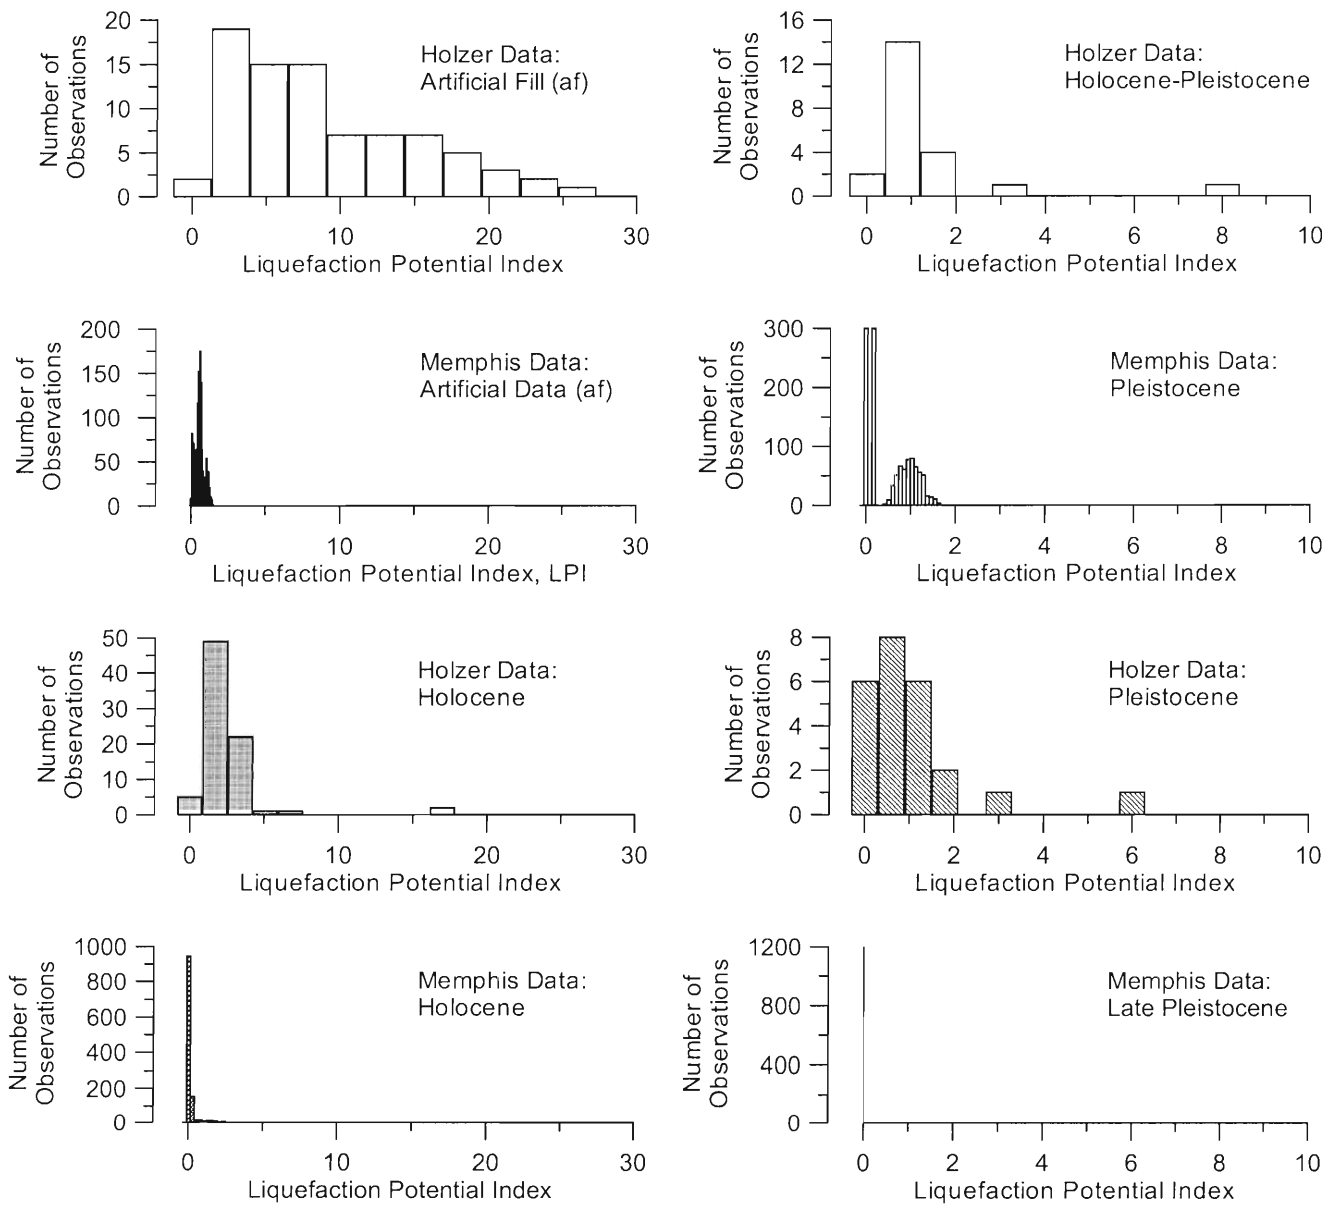 Number of
Observations
20
15
10
5
0
Holzer Data:
Artificial Fill (af)
0 10 20 30
Liquefaction Potential Index
Number of
Observations
16
12
8
4
0
Holzer Data:
Holocene-Pleistocene
0 2 4 6 8 10
Liquefaction Potential Index
Number of
Observations
200
150
100
50
0
Memphis Data:
Artificial Data (af)
0 10 20 30
Liquefaction Potential Index, LPI
Number of
Observations
300
200
100
0
Memphis Data:
Pleistocene
0 2 4 6 8 10
Liquefaction Potential Index
Number of
Observations
50
40
30
20
10
0
Holzer Data:
Holocene
0 10 20 30
Liquefaction Potential Index
Number of
Observations
8
6
4
2
0
Holzer Data:
Pleistocene
0 2 4 6 8 10
Liquefaction Potential Index
Number of
Observations
1000
800
600
400
200
0
Memphis Data:
Holocene
0 10 20 30
Liquefaction Potential Index
Number of
Observations
1200
800
400
0
Memphis Data:
Late Pleistocene
0 2 4 6 8 10
Liquefaction Potential Index